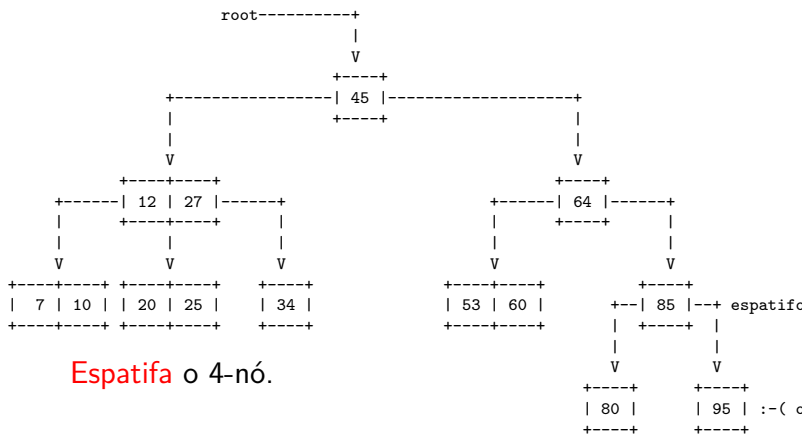 root----------+
|
V
+----+
+----------------| 45 |-------------------+
| +----+ |
| |
V V
+----+----+ +----+
+------| 12 | 27 |------+ +------| 64 |------+
| +----+----+ | | +----+ |
| | | | |
V V V V V
+----+----+ +----+----+ +----+ +----+----+ +----+
| 7 | 10 | | 20 | 25 | | 34 | | 53 | 60 | +--| 85 |--+ espatifo
+----+----+ +----+----+ +----+ +----+----+ | +----+ |
| |
Espatifa o 4-nó. V V
+----+ +----+
| 80 | | 95 | :-(
+----+ +----+